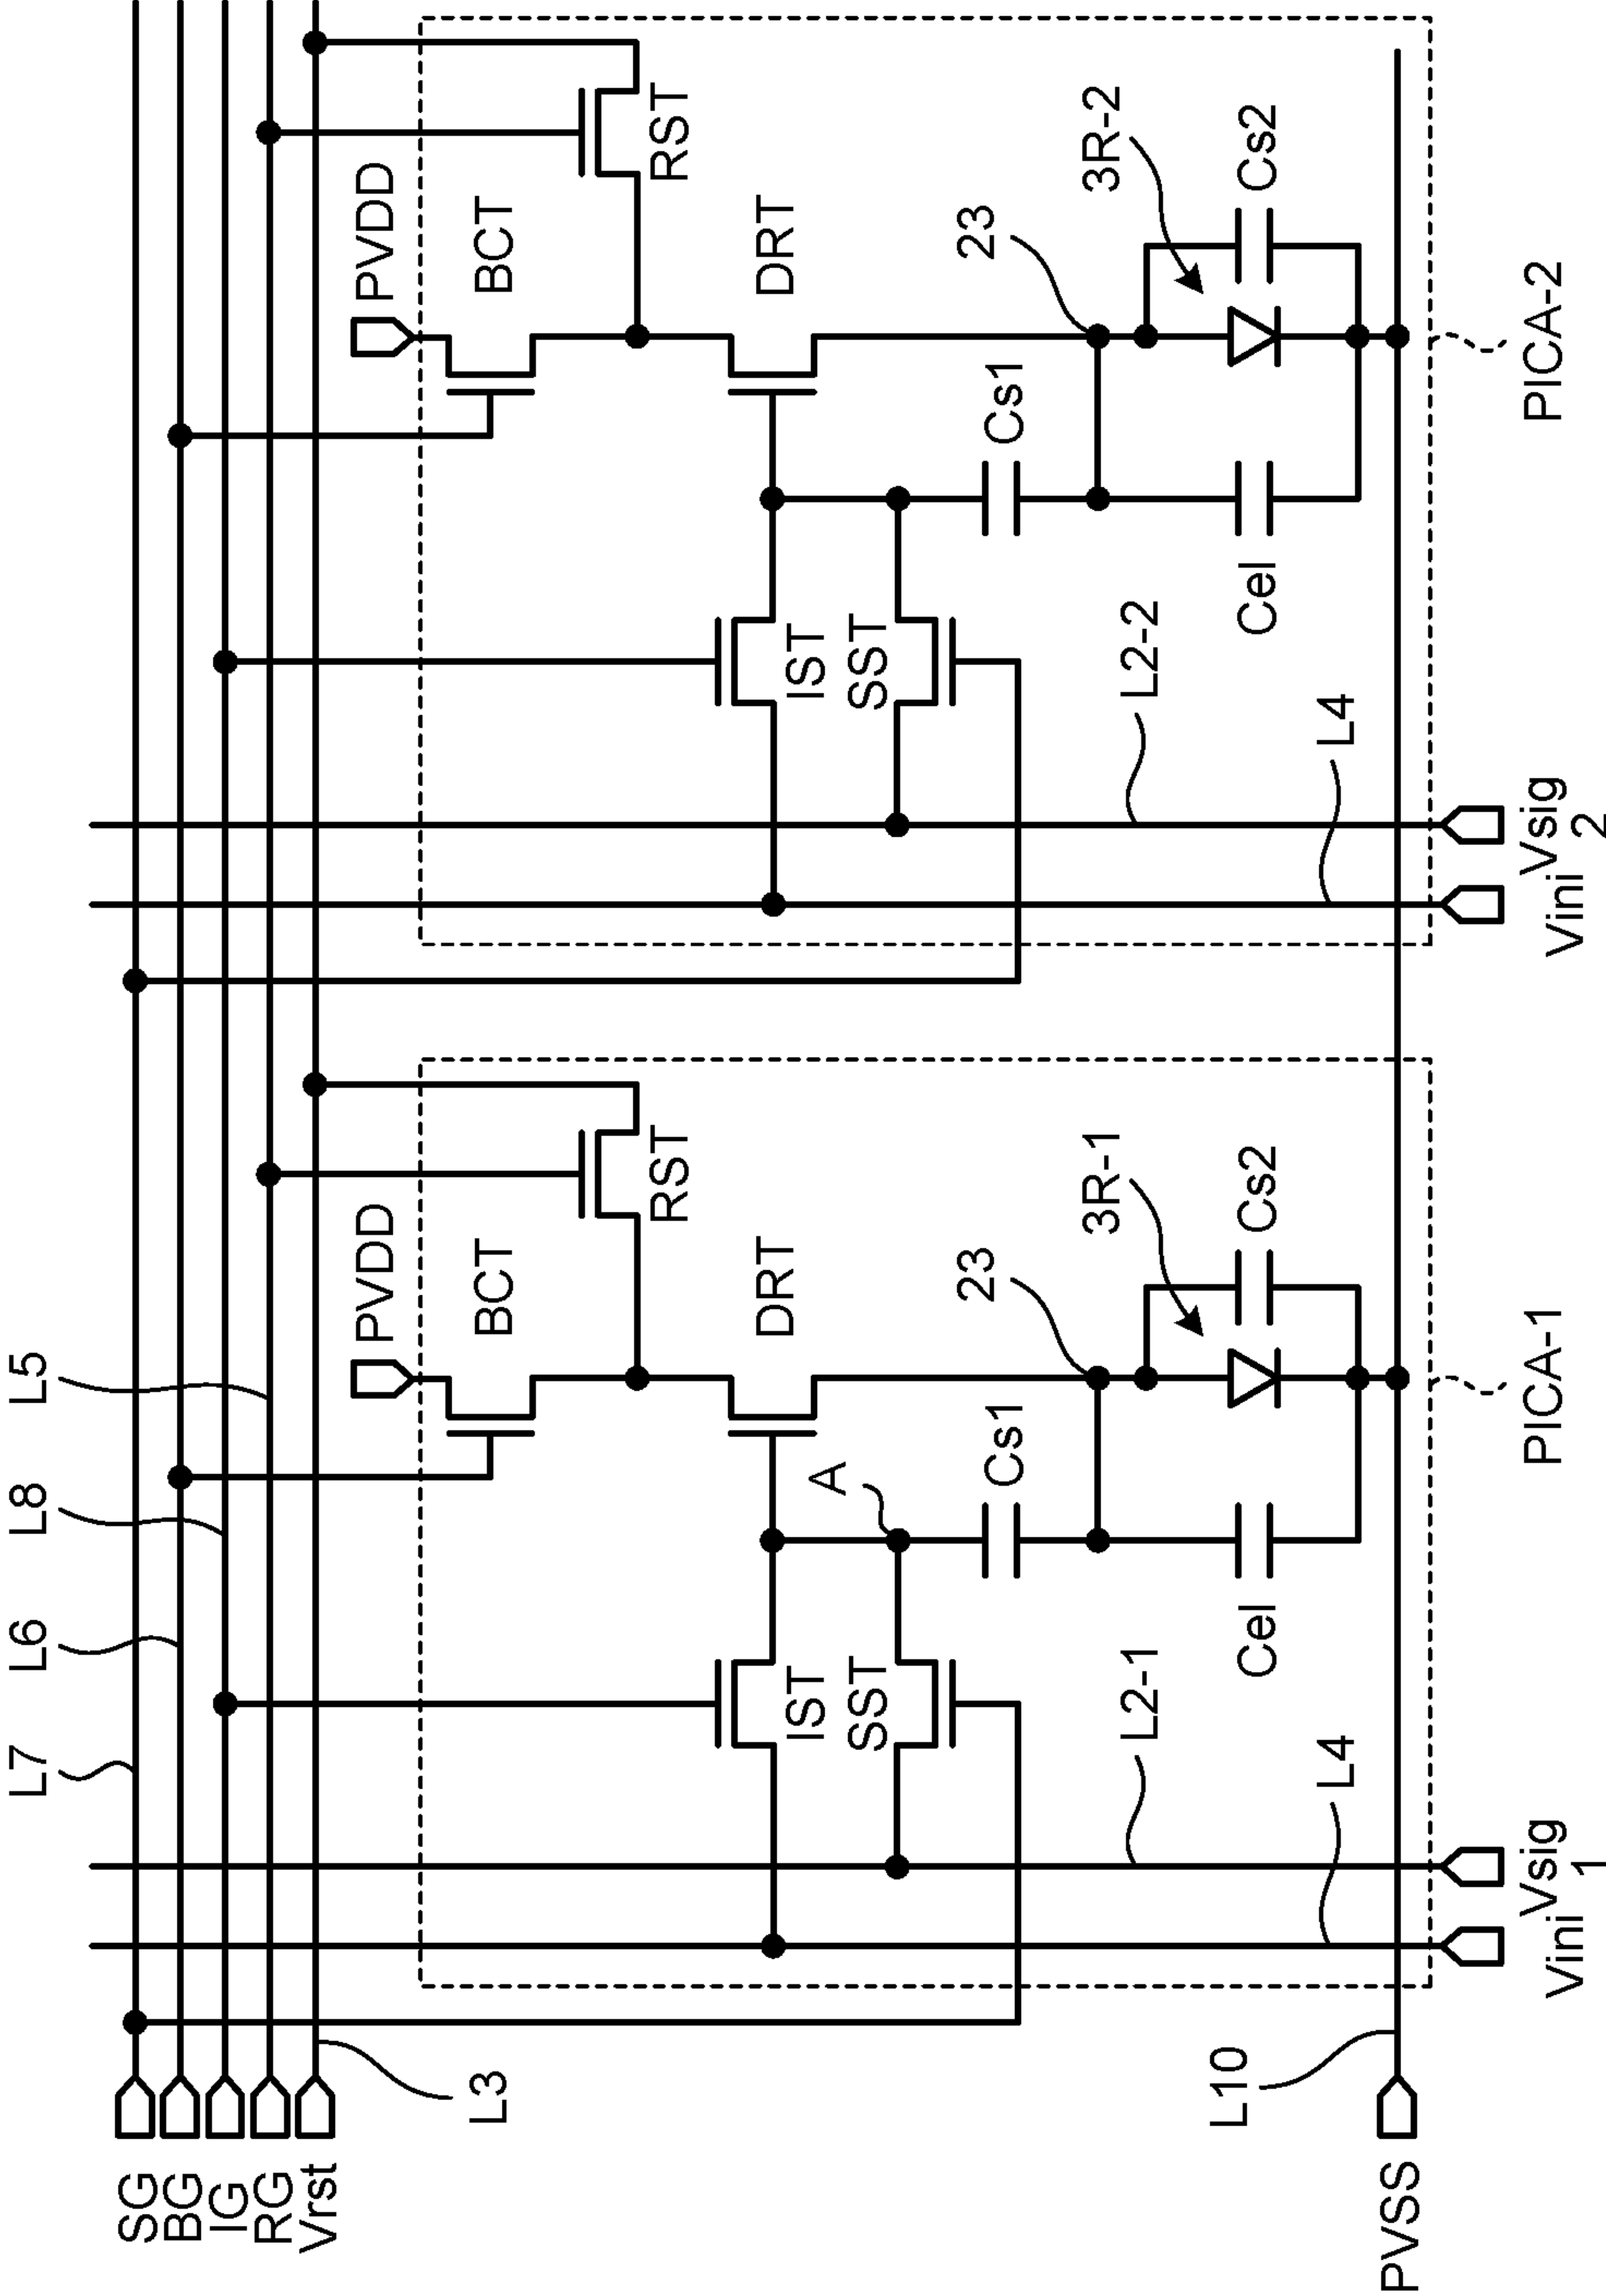 L7
L6
L8
L5
SG
BG
IG
RG
Vrst
L3
PVDD
BCT
RST
DRT
IST
SST
A
Cs1
23
3R-1
Cs2
Cel
L2-1
L4
L10
PVSS
Vini
Vsig
1
PICA-1
PVDD
BCT
RST
DRT
IST
SST
Cs1
23
3R-2
Cs2
Cel
L2-2
L4
Vini
Vsig
2
PICA-2